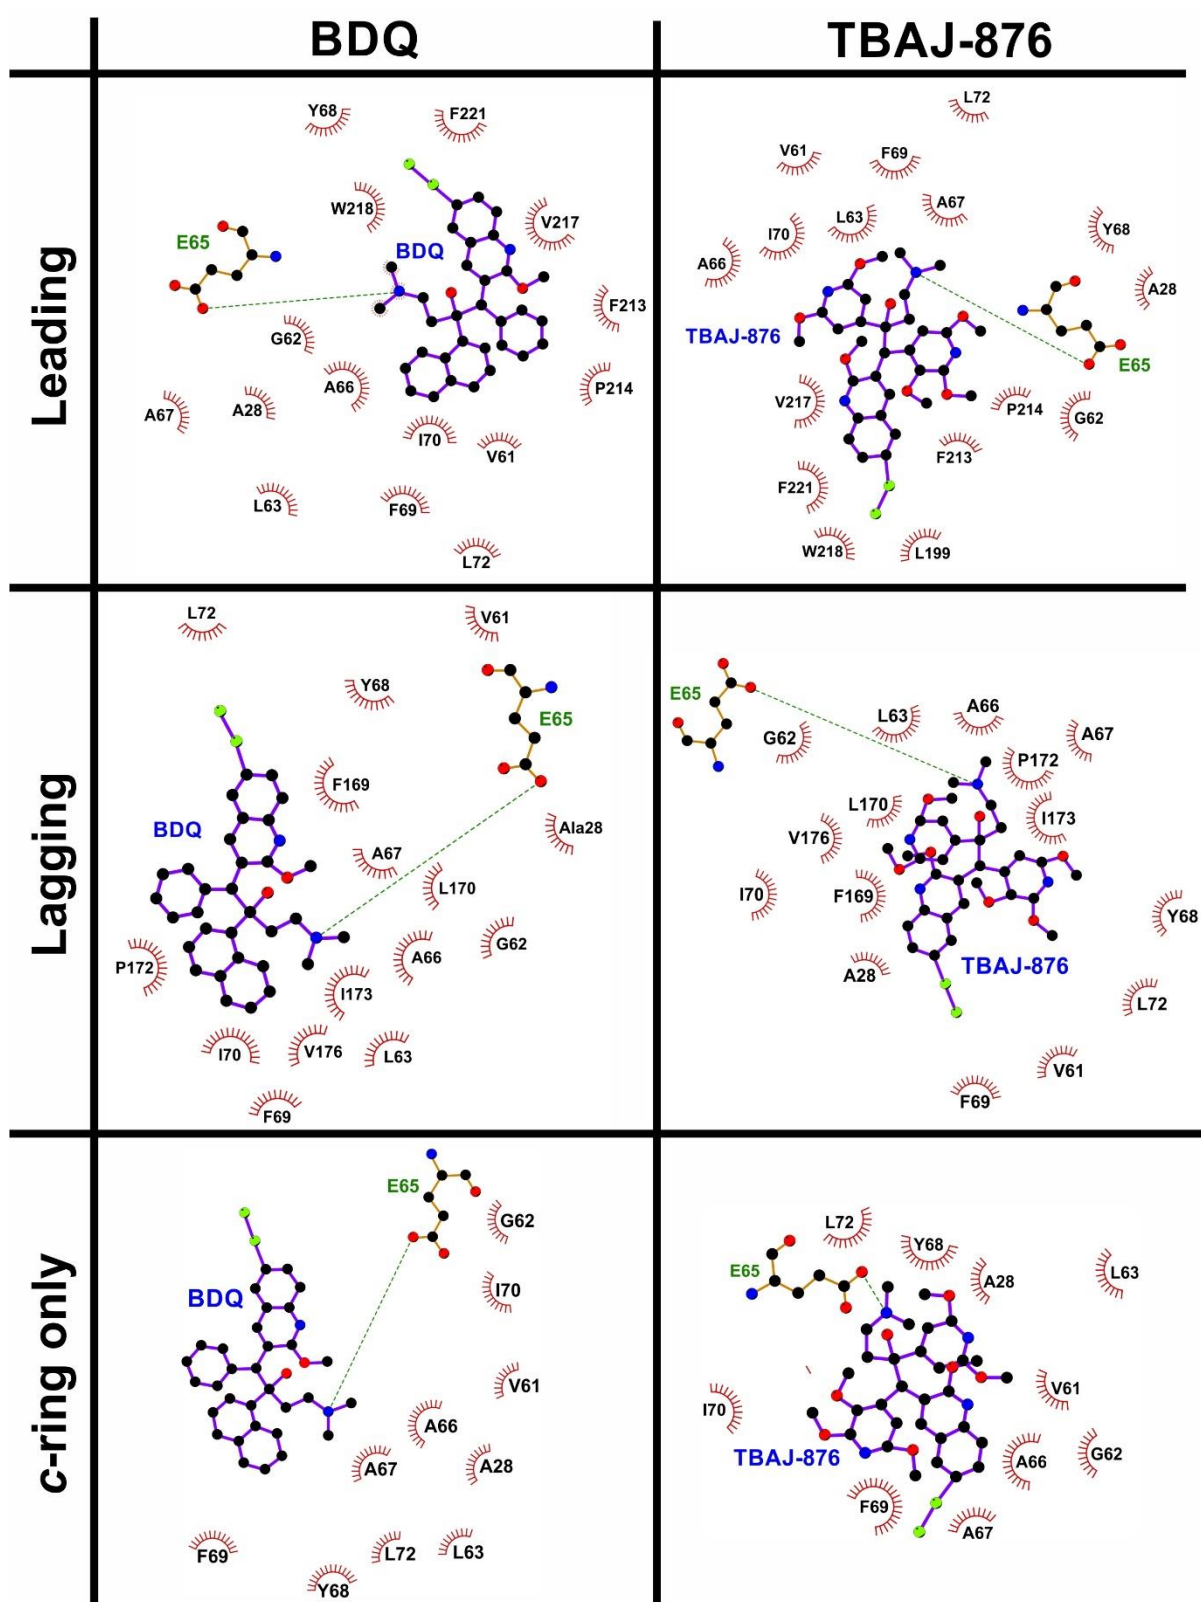 BDQ
TBAJ-876
Leading
Y68
F221
W218
V217
E65
BDQ
F213
G62
A66
P214
A67
A28
I70
V61
L63
F69
L72
L72
V61
F69
A67
L63
I70
Y68
A66
A28
TBAJ-876
E65
V217
P214
G62
F213
F221
W218
L199
Lagging
L72
V61
Y68
E65
F169
BDQ
Ala28
A67
L170
G62
A66
P172
I173
I70
V176
L63
F69
E65
L63
A66
G62
A67
P172
L170
I173
V176
I70
F169
Y68
A28
TBAJ-876
L72
V61
F69
c-ring only
E65
G62
I70
BDQ
V61
A66
A67
A28
F69
L72
L63
Y68
L72
Y68
E65
A28
L63
V61
I70
TBAJ-876
A66
G62
F69
A67